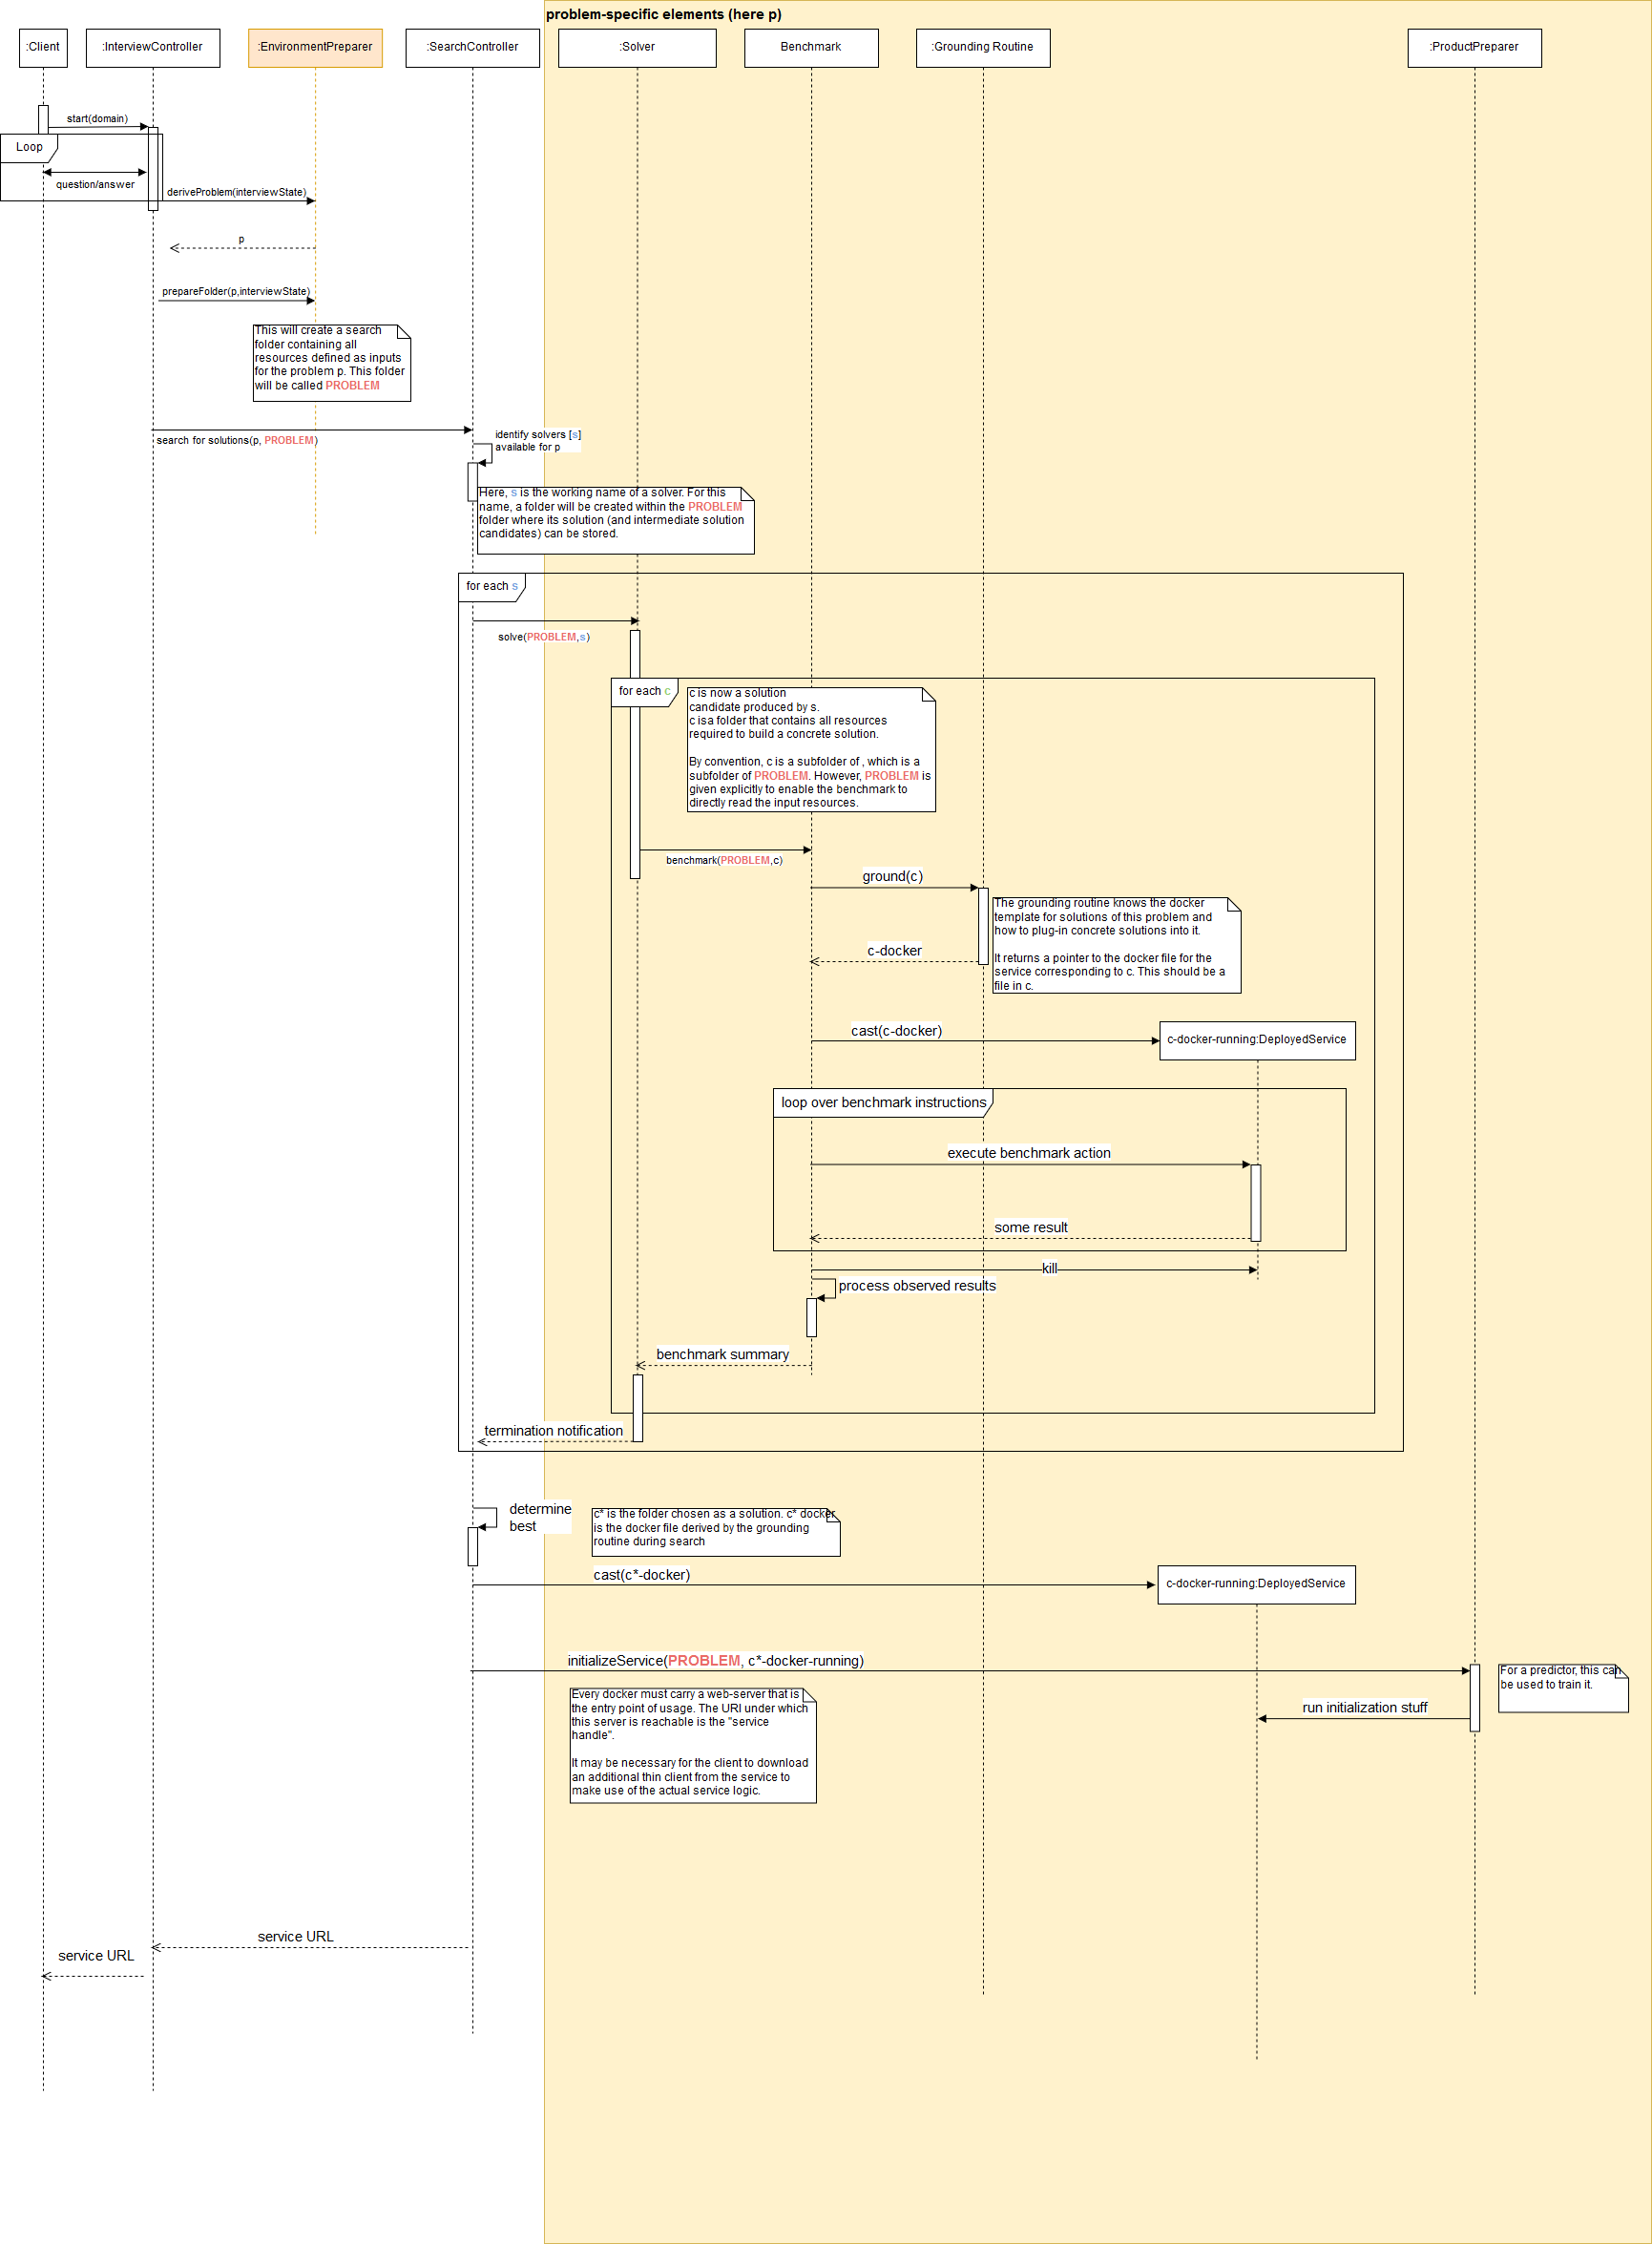 problem-specific elements (here p)
:Client
:InterviewController
:EnvironmentPreparer
:SearchController
:Solver
Benchmark
:Grounding Routine
:ProductPreparer
start(domain)
Loop
question/answer
deriveProblem(interviewState)
p
prepareFolder(p,interviewState)
This will create a search
folder containing all
resources defined as inputs
for the problem p. This folder
will be called PROBLEM
search for solutions(p, PROBLEM)
identify solvers [s]
available for p
Here, s is the working name of a solver. For this
name, a folder will be created within the PROBLEM
folder where its solution (and intermediate solution
candidates) can be stored.
for each s
solve(PROBLEM,s)
for each c
c is now a solution
candidate produced by s.
c isa folder that contains all resources
required to build a concrete solution.
By convention, c is a subfolder of , which is a
subfolder of PROBLEM. However, PROBLEM is
given explicitly to enable the benchmark to
directly read the input resources.
benchmark(PROBLEM,c)
ground(c)
The grounding routine knows the docker
template for solutions of this problem and
how to plug-in concrete solutions into it.
It returns a pointer to the docker file for the
service corresponding to c. This should be a
file in c.
c-docker
cast(c-docker)
c-docker-running:DeployedService
loop over benchmark instructions
execute benchmark action
some result
kill
process observed results
benchmark summary
termination notification
determine
best
c* is the folder chosen as a solution. c* docker
is the docker file derived by the grounding
routine during search
cast(c*-docker)
c-docker-running:DeployedService
initializeService(PROBLEM, c*-docker-running)
For a predictor, this can
be used to train it.
Every docker must carry a web-server that is
the entry point of usage. The URI under which
this server is reachable is the "service
handle".
It may be necessary for the client to download
an additional thin client from the service to
make use of the actual service logic.
run initialization stuff
service URL
service URL